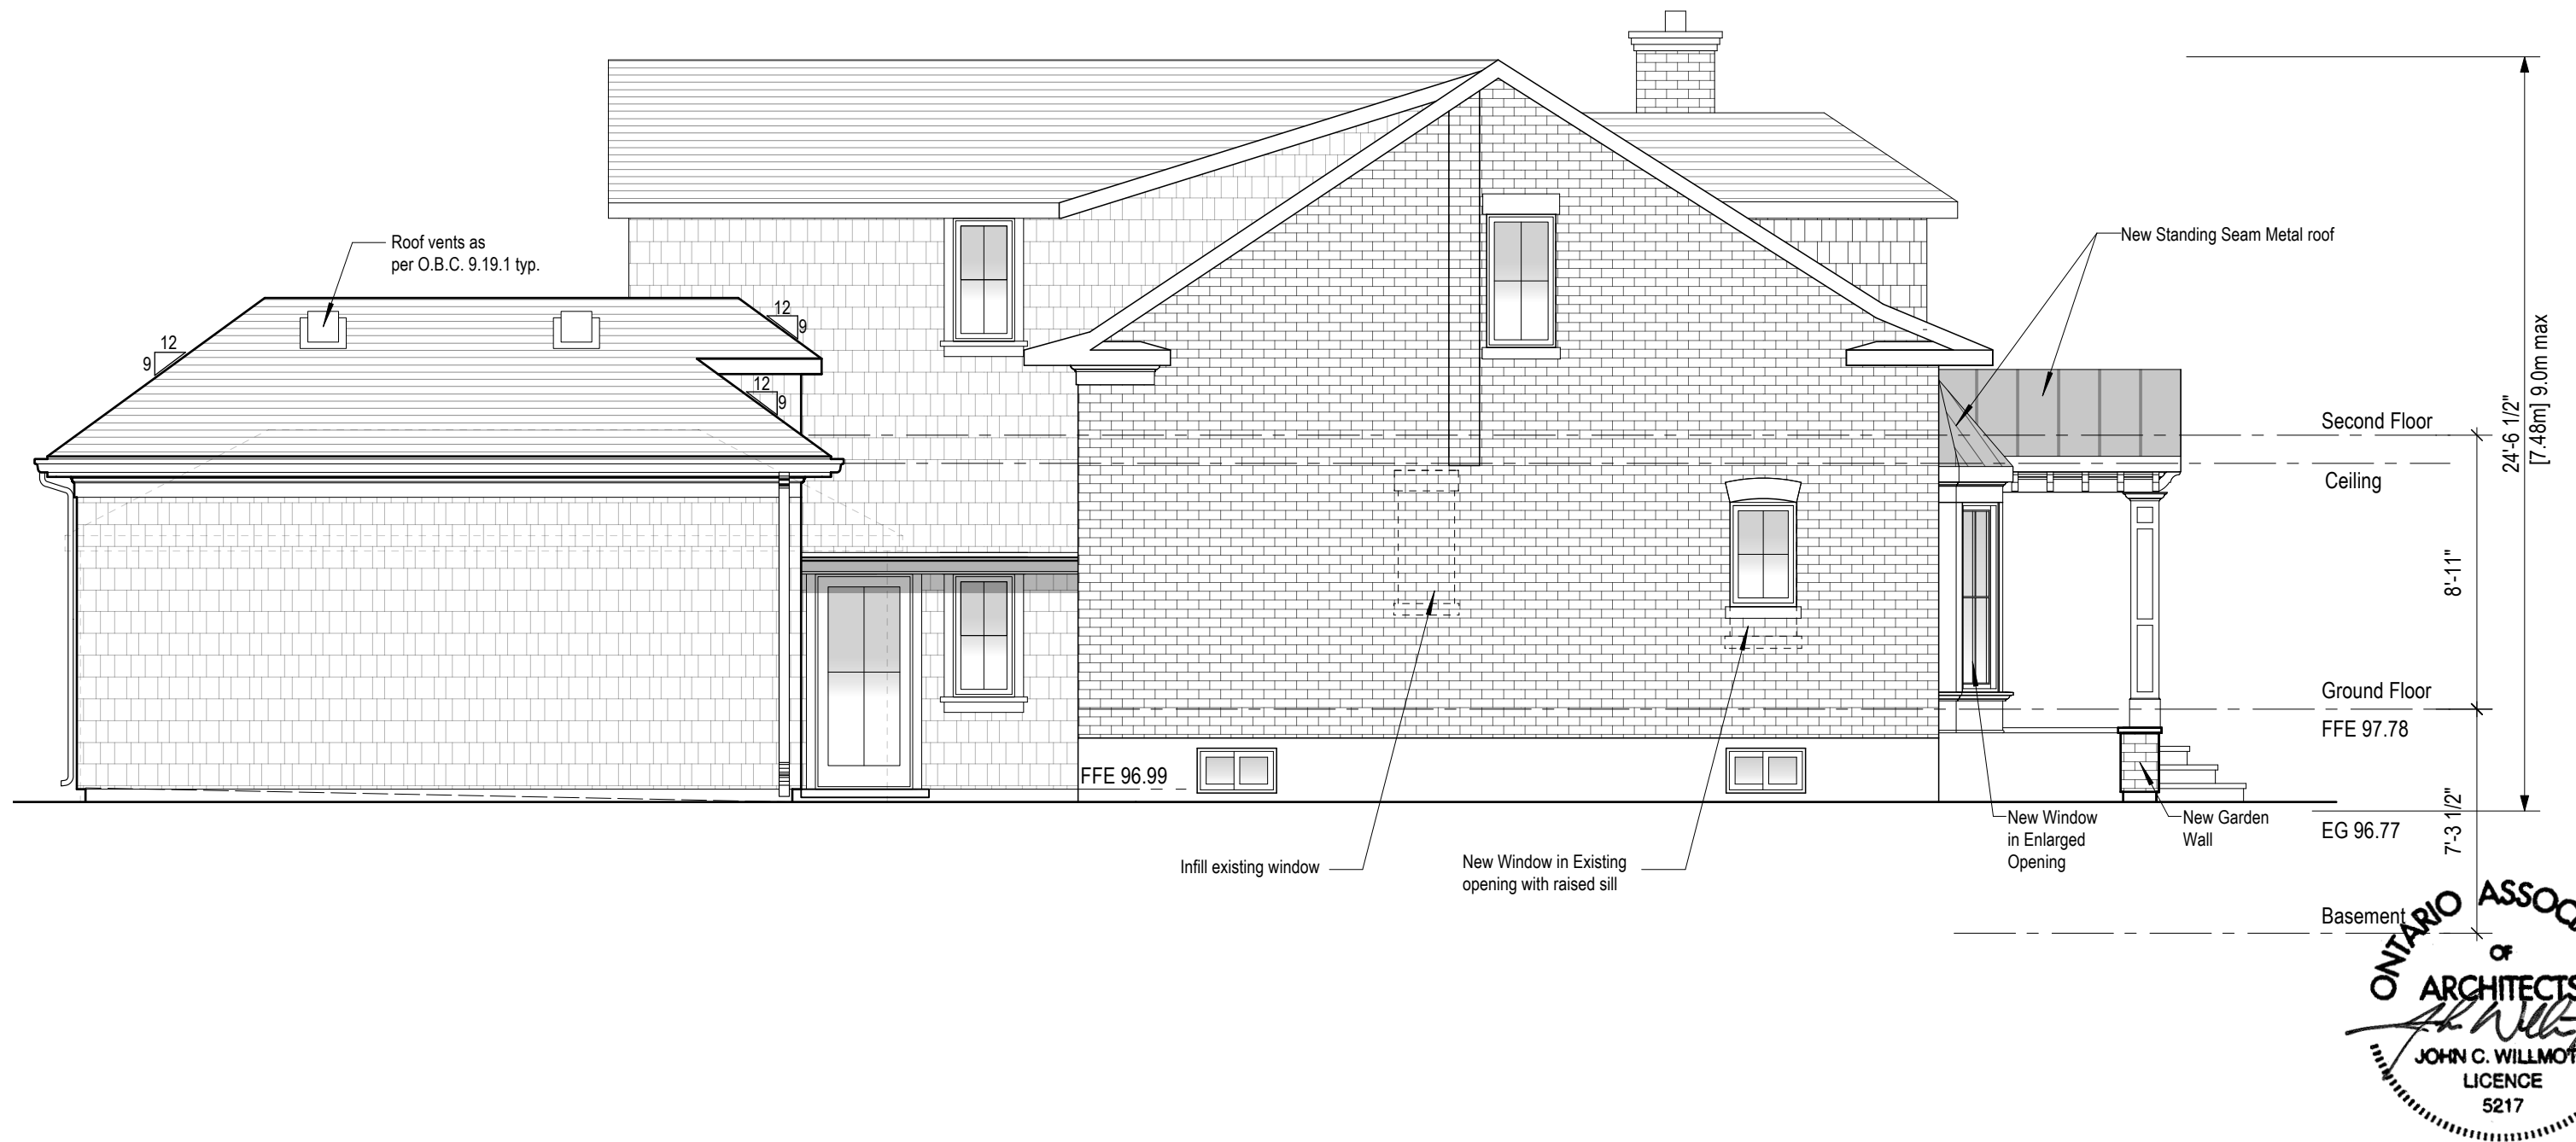 Roof vents as
per O.B.C. 9.19.1 typ.
12
9
12
9
12
9
New Standing Seam Metal roof
Second Floor
Ceiling
24'-6 1/2"
[7.48m] 9.0m max
8'-11"
Ground Floor
FFE 97.78
FFE 96.99
EG 96.77
7'-3 1/2"
New Window
in Enlarged
Opening
New Garden
Wall
Infill existing window
New Window in Existing
opening with raised sill
Basement
ONTARIO
OF
ARCHITECTS
JOHN C.
LICENCE
5217